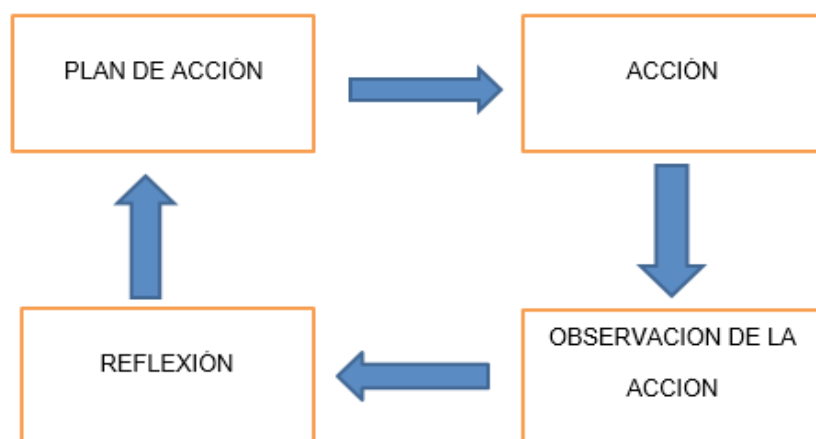 PLAN DE ACCIÓN
ACCIÓN
REFLEXIÓN
OBSERVACION DE LA
ACCION